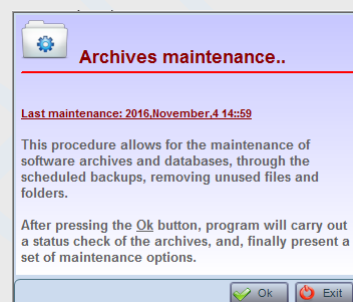 Archives maintenance..
Last maintenance: 2016,November,4 14::59
This procedure allows for the maintenance of
software archives and databases, through the
scheduled backups, removing unused files and
folders.
After pressing the Ok button, program will carry out
a status check of the archives, and, finally present a
set of maintenance options.
Ok
Exit